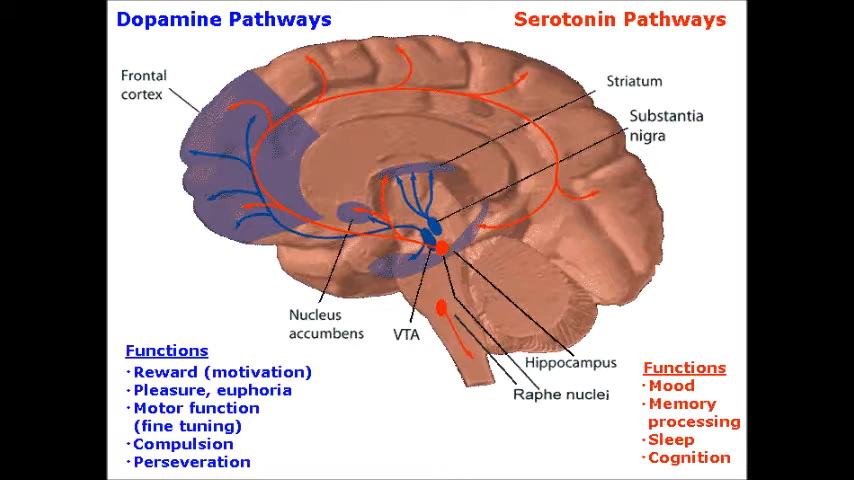 Dopamine Pathways
Serotonin Pathways
Frontal
cortex
Striatum
Substantia
nigra
Nucleus
accumbens
VTA
Hippocampus
Raphe nuclei
Functions
·Reward (motivation)
·Pleasure, euphoria
·Motor function
(fine tuning)
·Compulsion
·Perseveration
Functions
·Mood
·Memory
processing
·Sleep
·Cognition